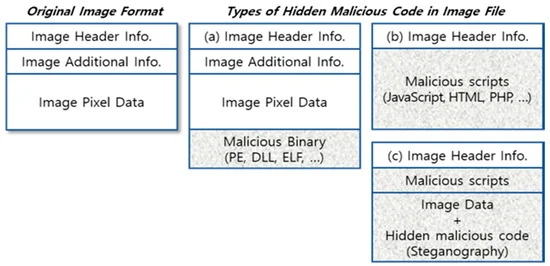 Original Image Format
Image Header Info.
Image Additional Info.
Image Pixel Data
Types of Hidden Malicious Code in Image File
(a) Image Header Info.
Image Additional Info.
Image Pixel Data
Malicious Binary
(PE, DLL, ELF, ...)
(b) Image Header Info.
Malicious scripts
(JavaScript, HTML, PHP, ...)
(c) Image Header Info.
Malicious scripts
Image Data
+
Hidden malicious code
(Steganography)